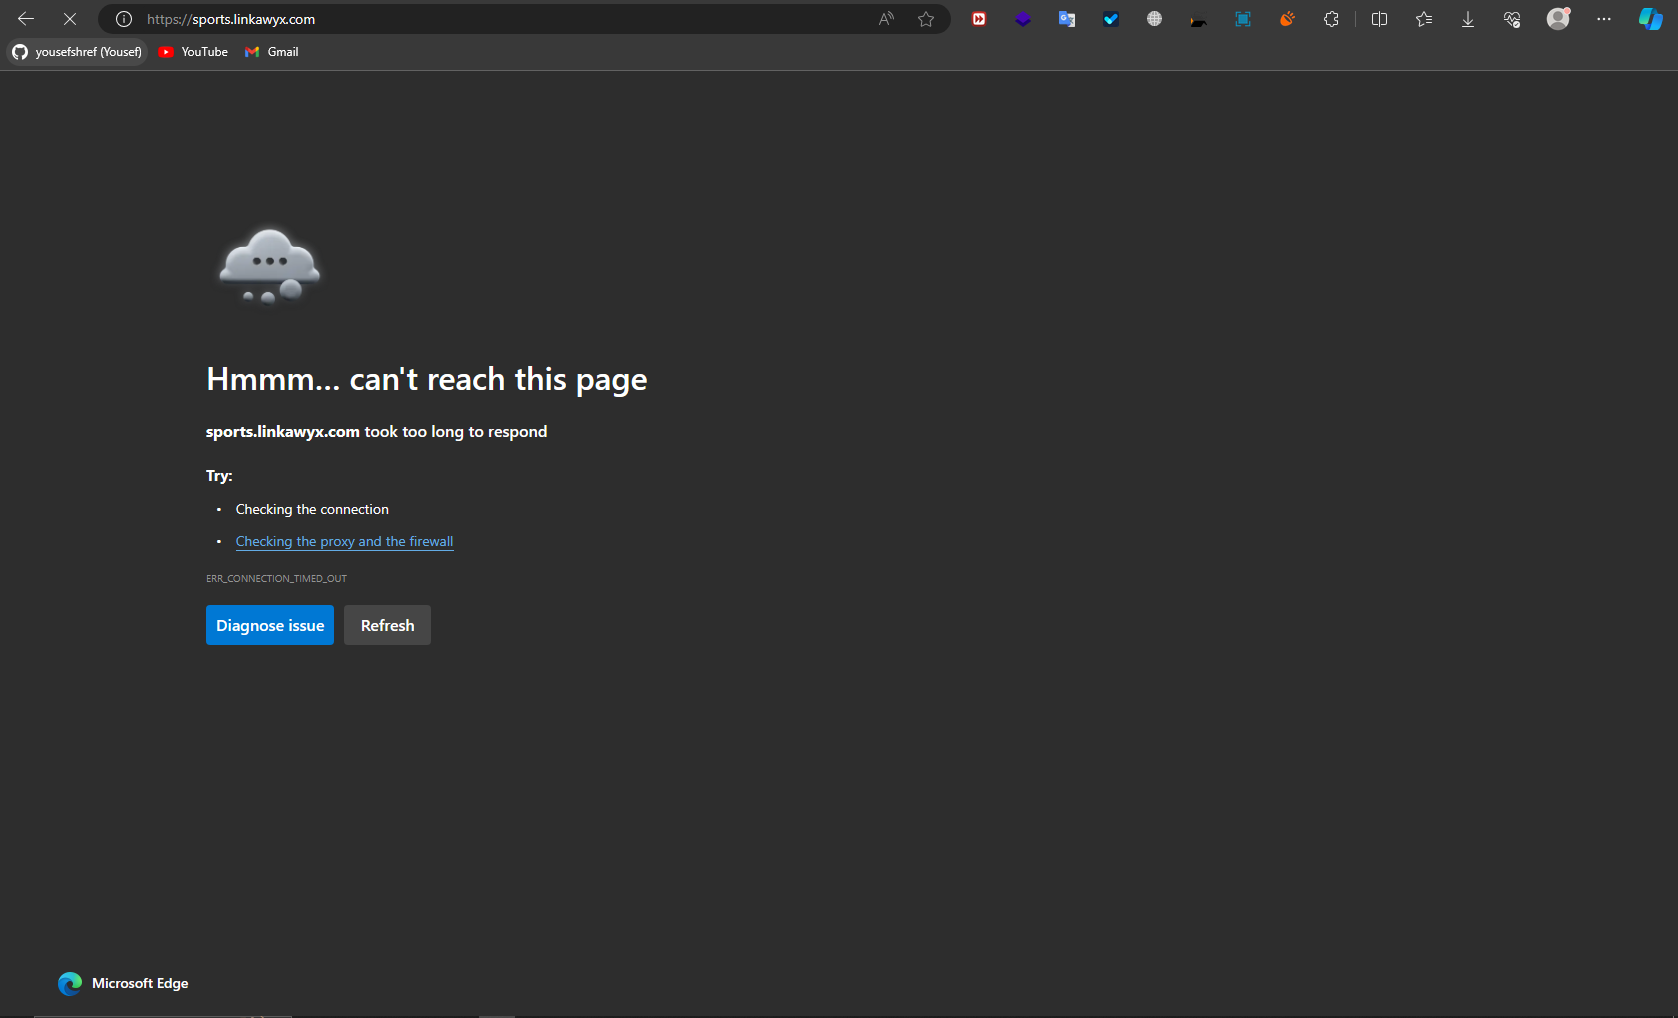 https://sports.linkawyx.com
yousefshref (Yousef) YouTube Gmail
Hmmm... can't reach this page
sports.linkawyx.com took too long to respond
Try:
• Checking the connection
• Checking the proxy and the firewall
ERR_CONNECTION_TIMED_OUT
Diagnose issue Refresh
Microsoft Edge